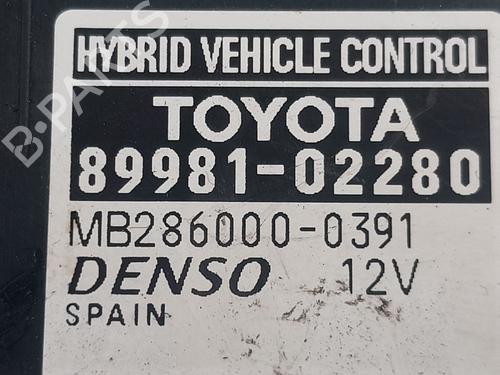 HYBRID VEHICLE CONTROL
TOYOTA
89981-02280
MB286000-0391
DENSO 12V
SPAIN
B-PARTS